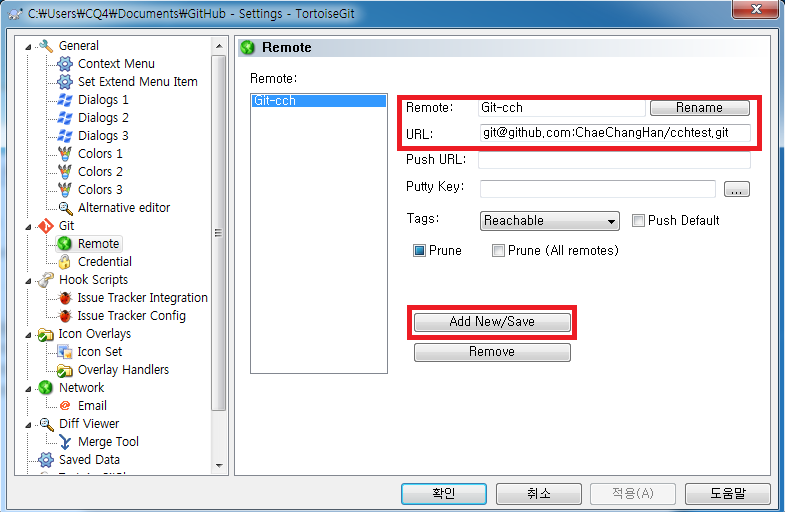 C:₩Users₩CQ4₩Documents₩GitHub - Settings - TortoiseGit
General
Context Menu
Set Extend Menu Item
Dialogs 1
Dialogs 2
Dialogs 3
Colors 1
Colors 2
Colors 3
Alternative editor
Git
Remote
Credential
Hook Scripts
Issue Tracker Integration
Issue Tracker Config
Icon Overlays
Icon Set
Overlay Handlers
Network
Email
Diff Viewer
Merge Tool
Saved Data
Remote
Remote:
Git-cch
Remote: Git-cch Rename
URL: git@github.com:ChaeChangHan/cchtest.git
Push URL:
Putty Key: ...
Tags: Reachable Push Default
Prune Prune (All remotes)
Add New/Save
Remove
확인 취소 적용(A) 도움말